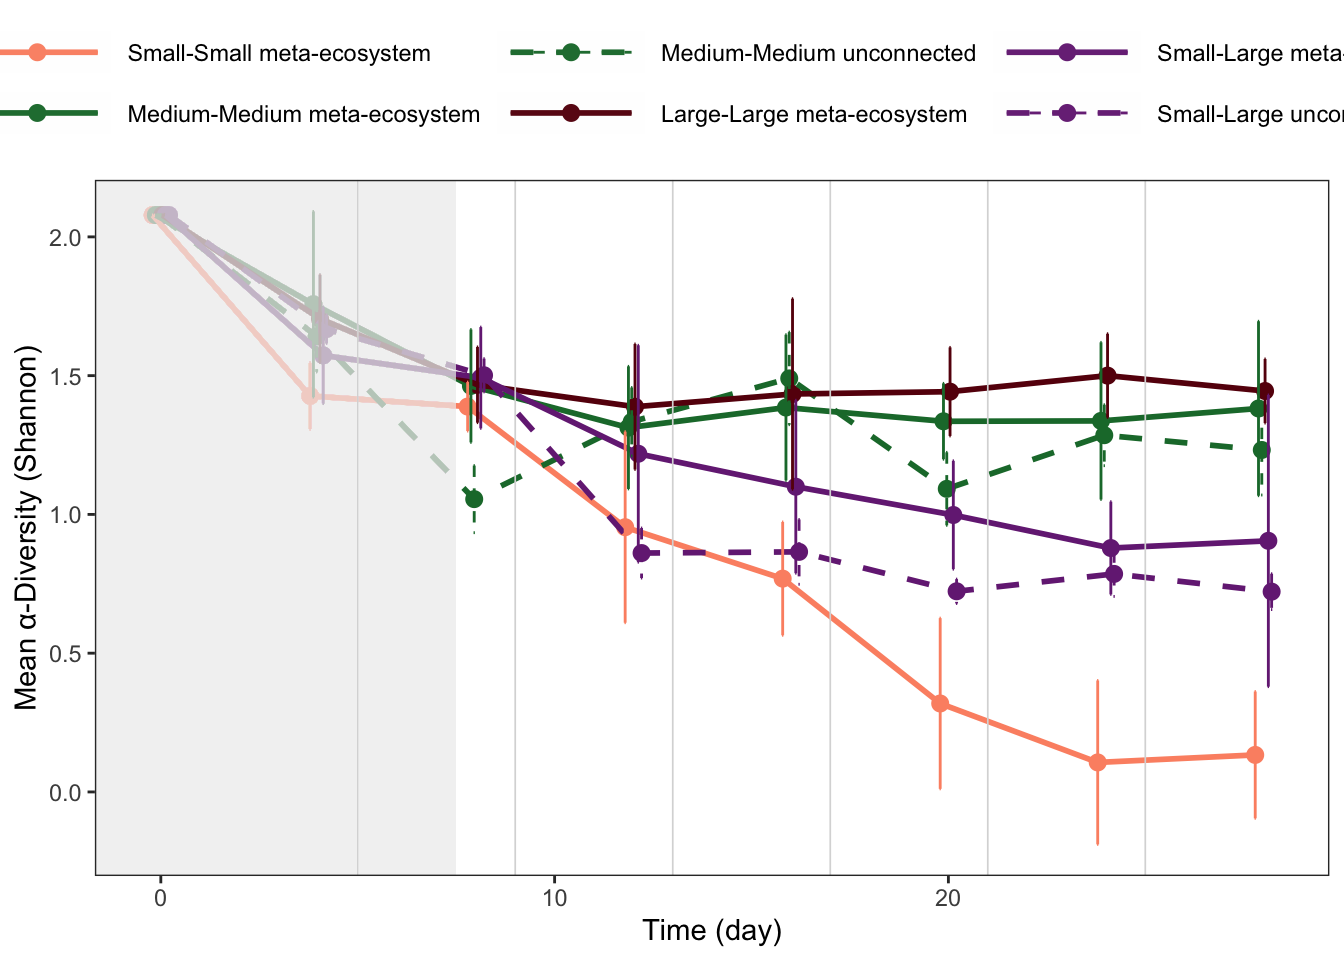 Small-Small meta-ecosystem Medium-Medium unconnected Small-Large meta-
Medium-Medium meta-ecosystem Large-Large meta-ecosystem Small-Large
Mean α-Diversity (Shannon)
2.0
1.5
1.0
0.5
0.0
0 10 20
Time (day)